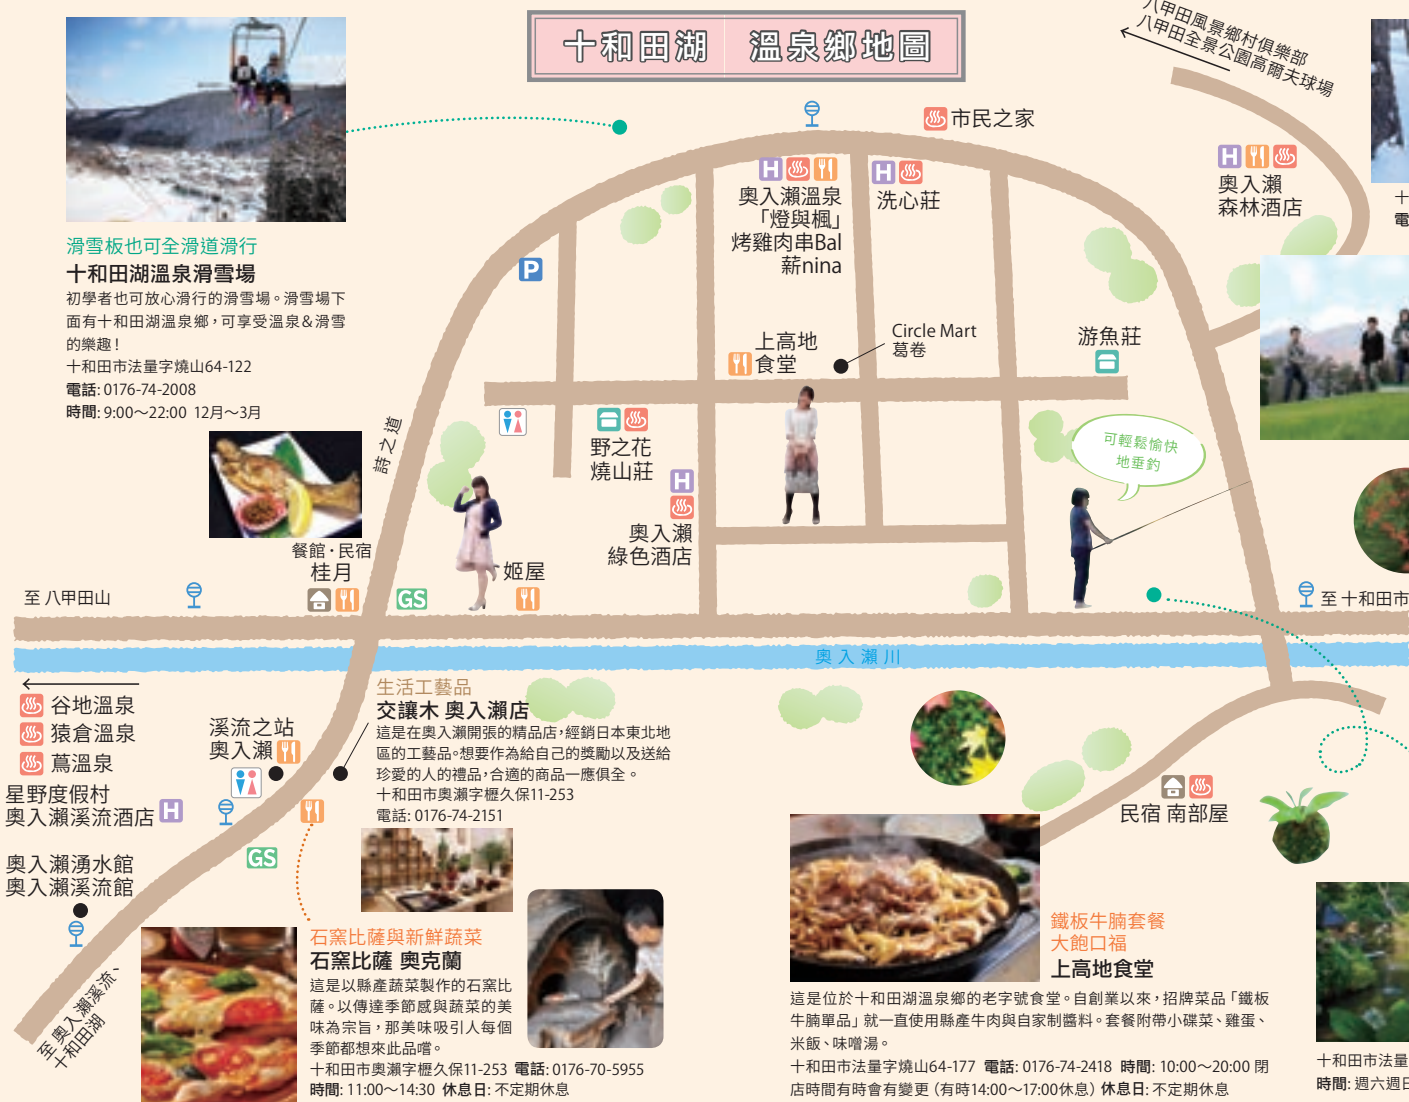 十和田湖 溫泉鄉地圖
八甲田風景鄉村俱樂部
八甲田全景公園高爾夫球場
滑雪板也可全滑道滑行
十和田湖溫泉滑雪場
初學者也可放心滑行的滑雪場。滑雪場下
面有十和田湖溫泉鄉，可享受溫泉&滑雪
的樂趣！
十和田市法量字燒山64-122
電話: 0176-74-2008
時間: 9:00～22:00 12月～3月
市民之家
H
奧入瀨溫泉
「燈與楓」
烤雞肉串Bal
薪nina
H
洗心莊
H
奧入瀨
森林酒店
十
電
P
上高地
食堂
Circle Mart
葛卷
游魚莊
詩之道
野之花
燒山莊
H
奧入瀨
綠色酒店
可輕鬆愉快
地垂釣
餐館・民宿
桂月
姬屋
GS
至 八甲田山
至 十和田市
奧入瀨川
谷地溫泉
猿倉溫泉
蔦溫泉
星野度假村
奧入瀨溪流酒店 H
溪流之站
奧入瀨
奧入瀨湧水館
奧入瀨溪流館
GS
至 奧入瀨溪流、
十和田湖
生活工藝品
交讓木 奧入瀨店
這是在奧入瀨開張的精品店，經銷日本東北地
區的工藝品。想要作為給自己的獎勵以及送給
珍愛的人的禮品，合適的商品一應俱全。
十和田市奧瀨字櫪久保11-253
電話: 0176-74-2151
石窯比薩與新鮮蔬菜
石窯比薩 奧克蘭
這是以縣產蔬菜製作的石窯比
薩。以傳達季節感與蔬菜的美
味為宗旨，那美味吸引人每個
季節都想來此品嚐。
十和田市奧瀨字櫪久保11-253 電話: 0176-70-5955
時間: 11:00～14:30 休息日: 不定期休息
民宿 南部屋
鐵板牛腩套餐
大飽口福
上高地食堂
這是位於十和田湖溫泉鄉的老字號食堂。自創業以來，招牌菜品「鐵板
牛腩單品」就一直使用縣產牛肉與自家制醬料。套餐附帶小碟菜、雞蛋、
米飯、味噌湯。
十和田市法量字燒山64-177 電話: 0176-74-2418 時間: 10:00～20:00 閉
店時間有時會有變更（有時14:00～17:00休息）休息日: 不定期休息
十和田市法量
時間: 週六週日